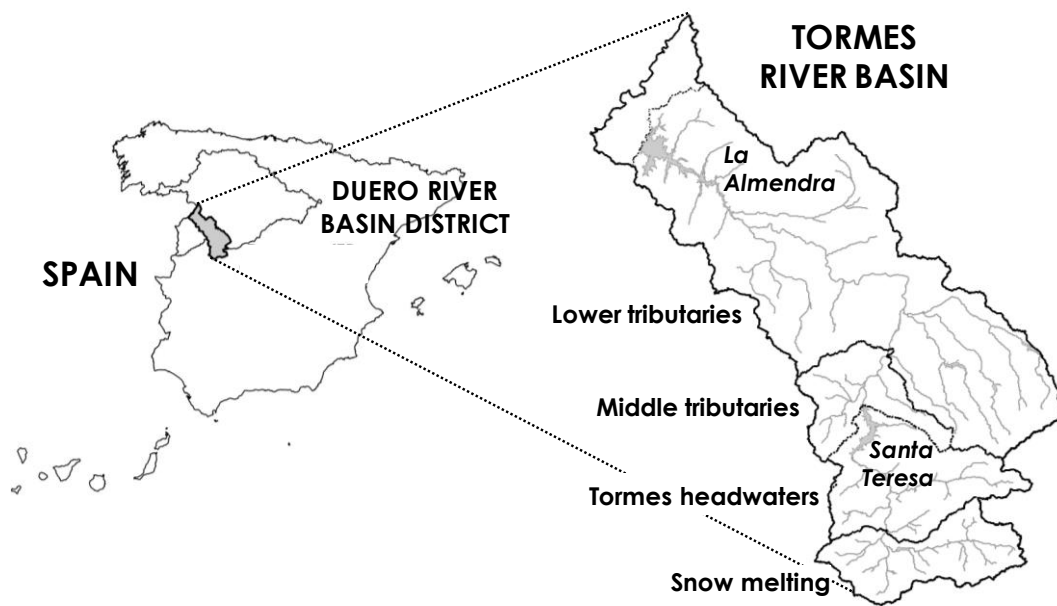 TORMES
RIVER BASIN
La
Almendra
DUERO RIVER
BASIN DISTRICT
SPAIN
Lower tributaries
Middle tributaries
Santa
Teresa
Tormes headwaters
Snow melting